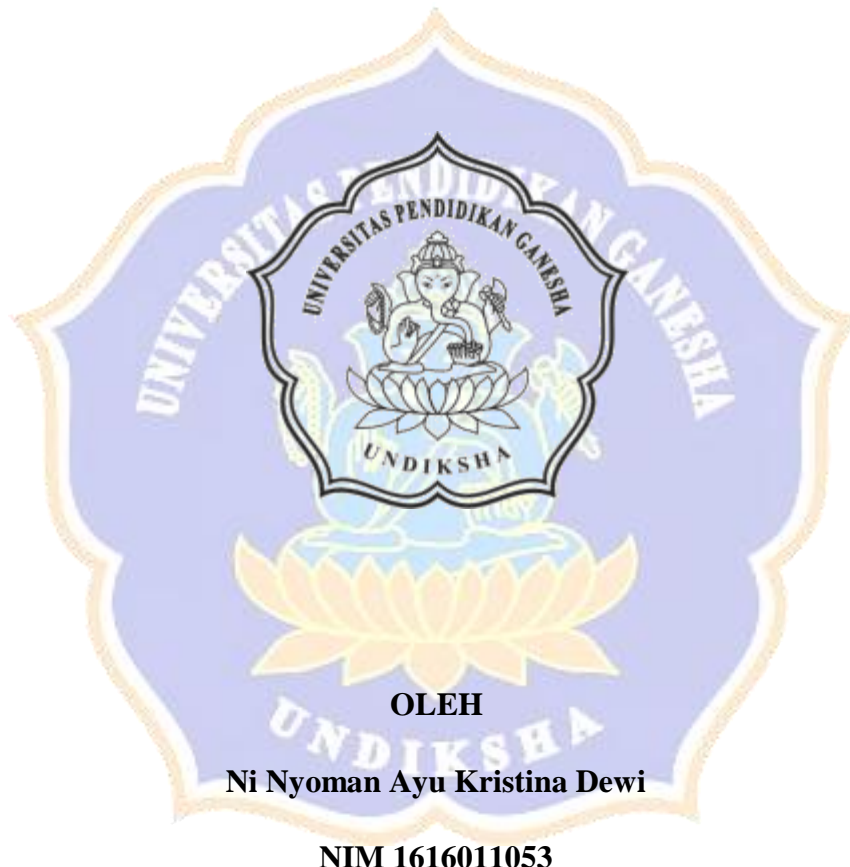 UNIVERSITAS PENDIDIKAN GANESHA
UNIVERSITAS PENDIDIKAN GANESHA
UNDIKSHA
OLEH
UNDIKSHA
Ni Nyoman Ayu Kristina Dewi
NIM 1616011053